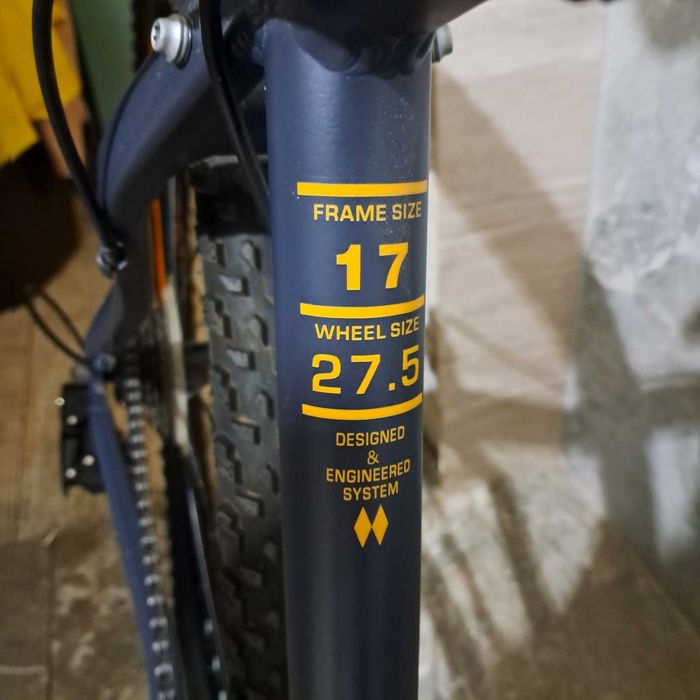 FRAME SIZE
17
WHEEL SIZE
27.5
DESIGNED
&
ENGINEERED
SYSTEM